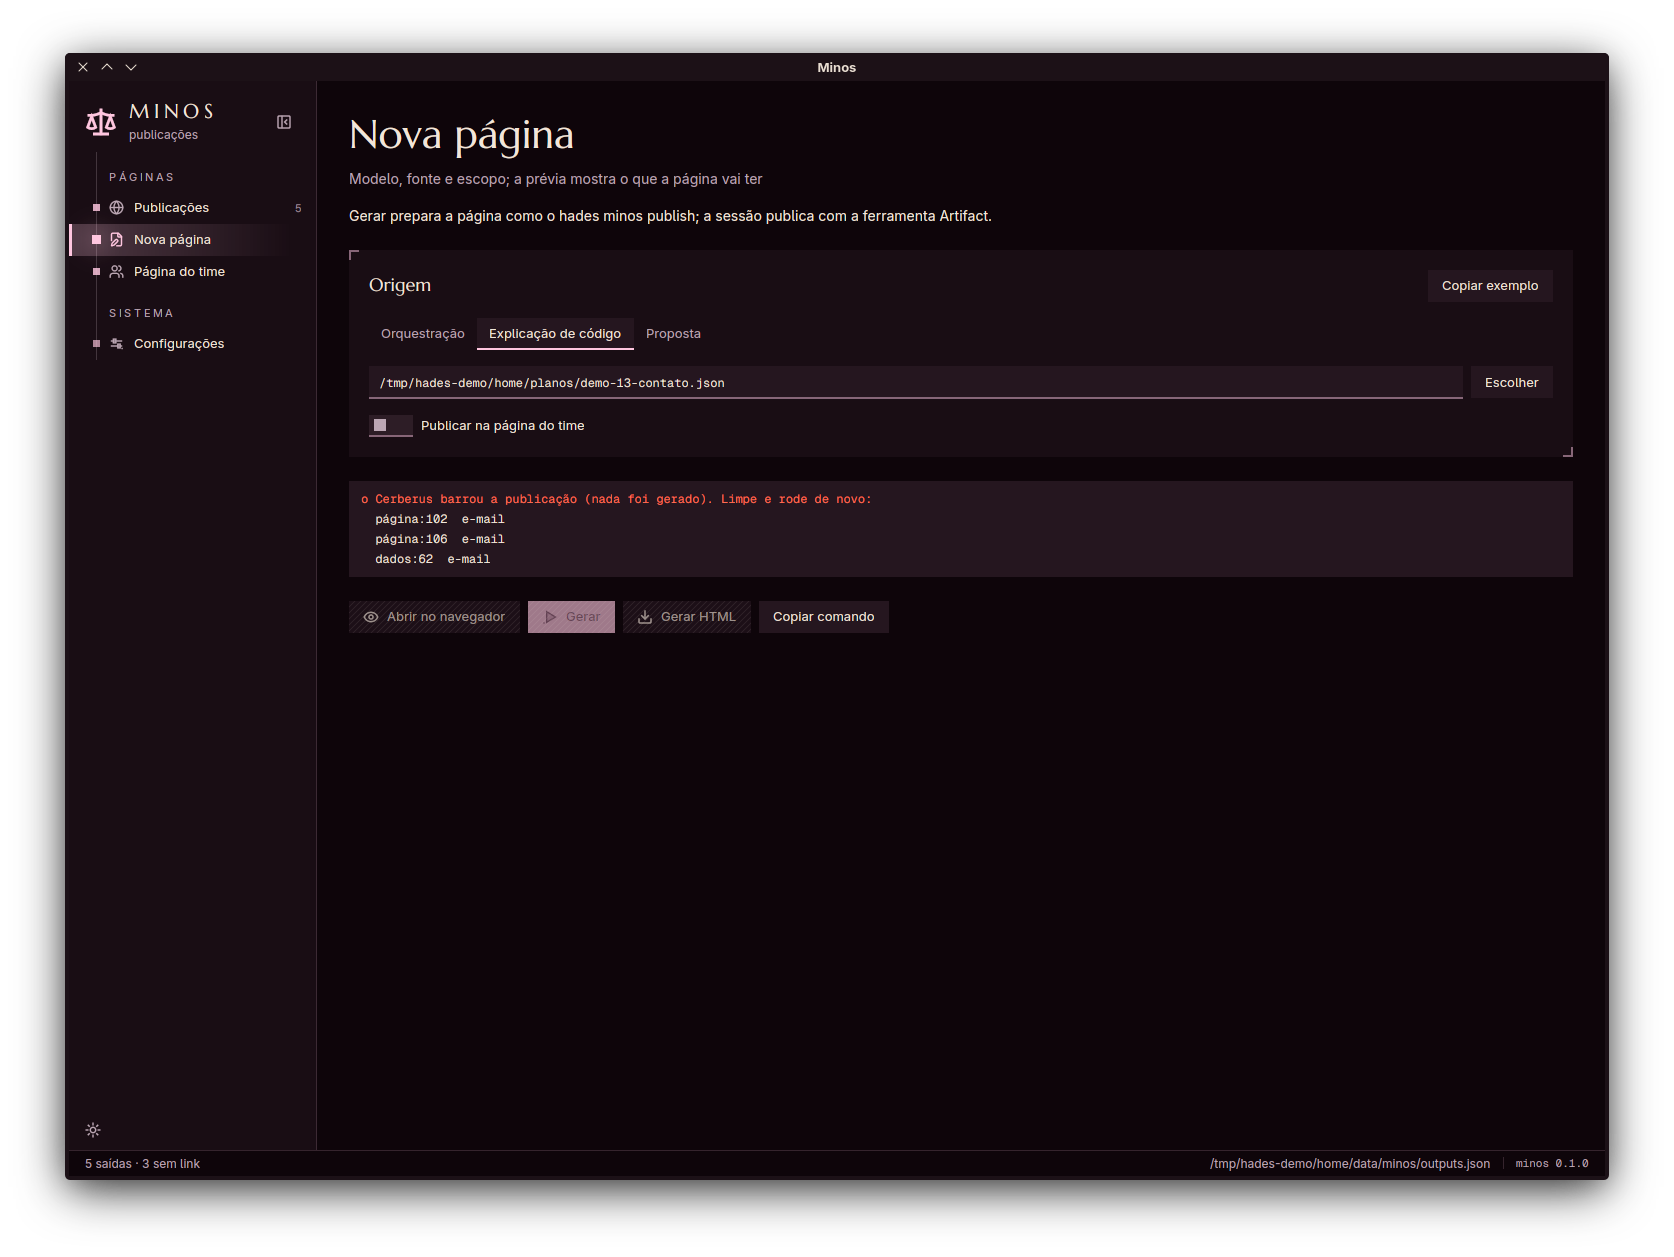 Minos
MINOS
publicações
PÁGINAS
Publicações 5
Nova página
Página do time
SISTEMA
Configurações
Nova página
Modelo, fonte e escopo; a prévia mostra o que a página vai ter
Gerar prepara a página como o hades minos publish; a sessão publica com a ferramenta Artifact.
Origem
Copiar exemplo
Orquestração Explicação de código Proposta
/tmp/hades-demo/home/planos/demo-13-contato.json
Escolher
Publicar na página do time
o Cerberus barrou a publicação (nada foi gerado). Limpe e rode de novo:
página:102 e-mail
página:106 e-mail
dados:62 e-mail
Abrir no navegador Gerar Gerar HTML Copiar comando
5 saídas · 3 sem link
/tmp/hades-demo/home/data/minos/outputs.json minos 0.1.0